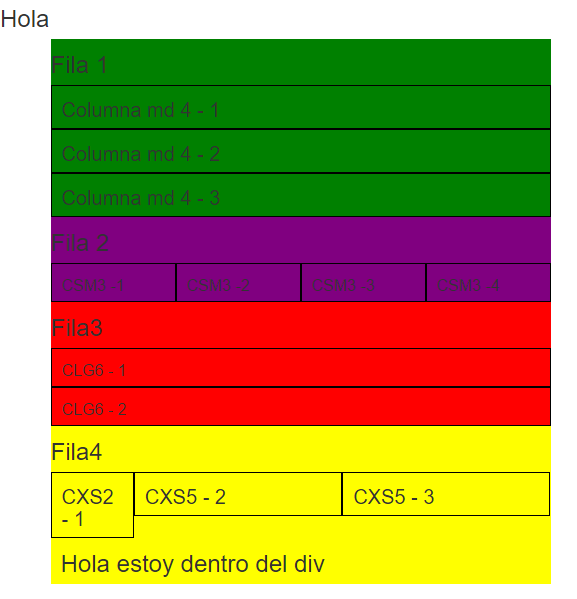 Hola
Fila 1
Columna md 4 - 1
Columna md 4 - 2
Columna md 4 - 3
Fila 2
CSM3 -1 CSM3 -2 CSM3 -3 CSM3 -4
Fila3
CLG6 - 1
CLG6 - 2
Fila4
CXS2 CXS5 - 2 CXS5 - 3
- 1
Hola estoy dentro del div